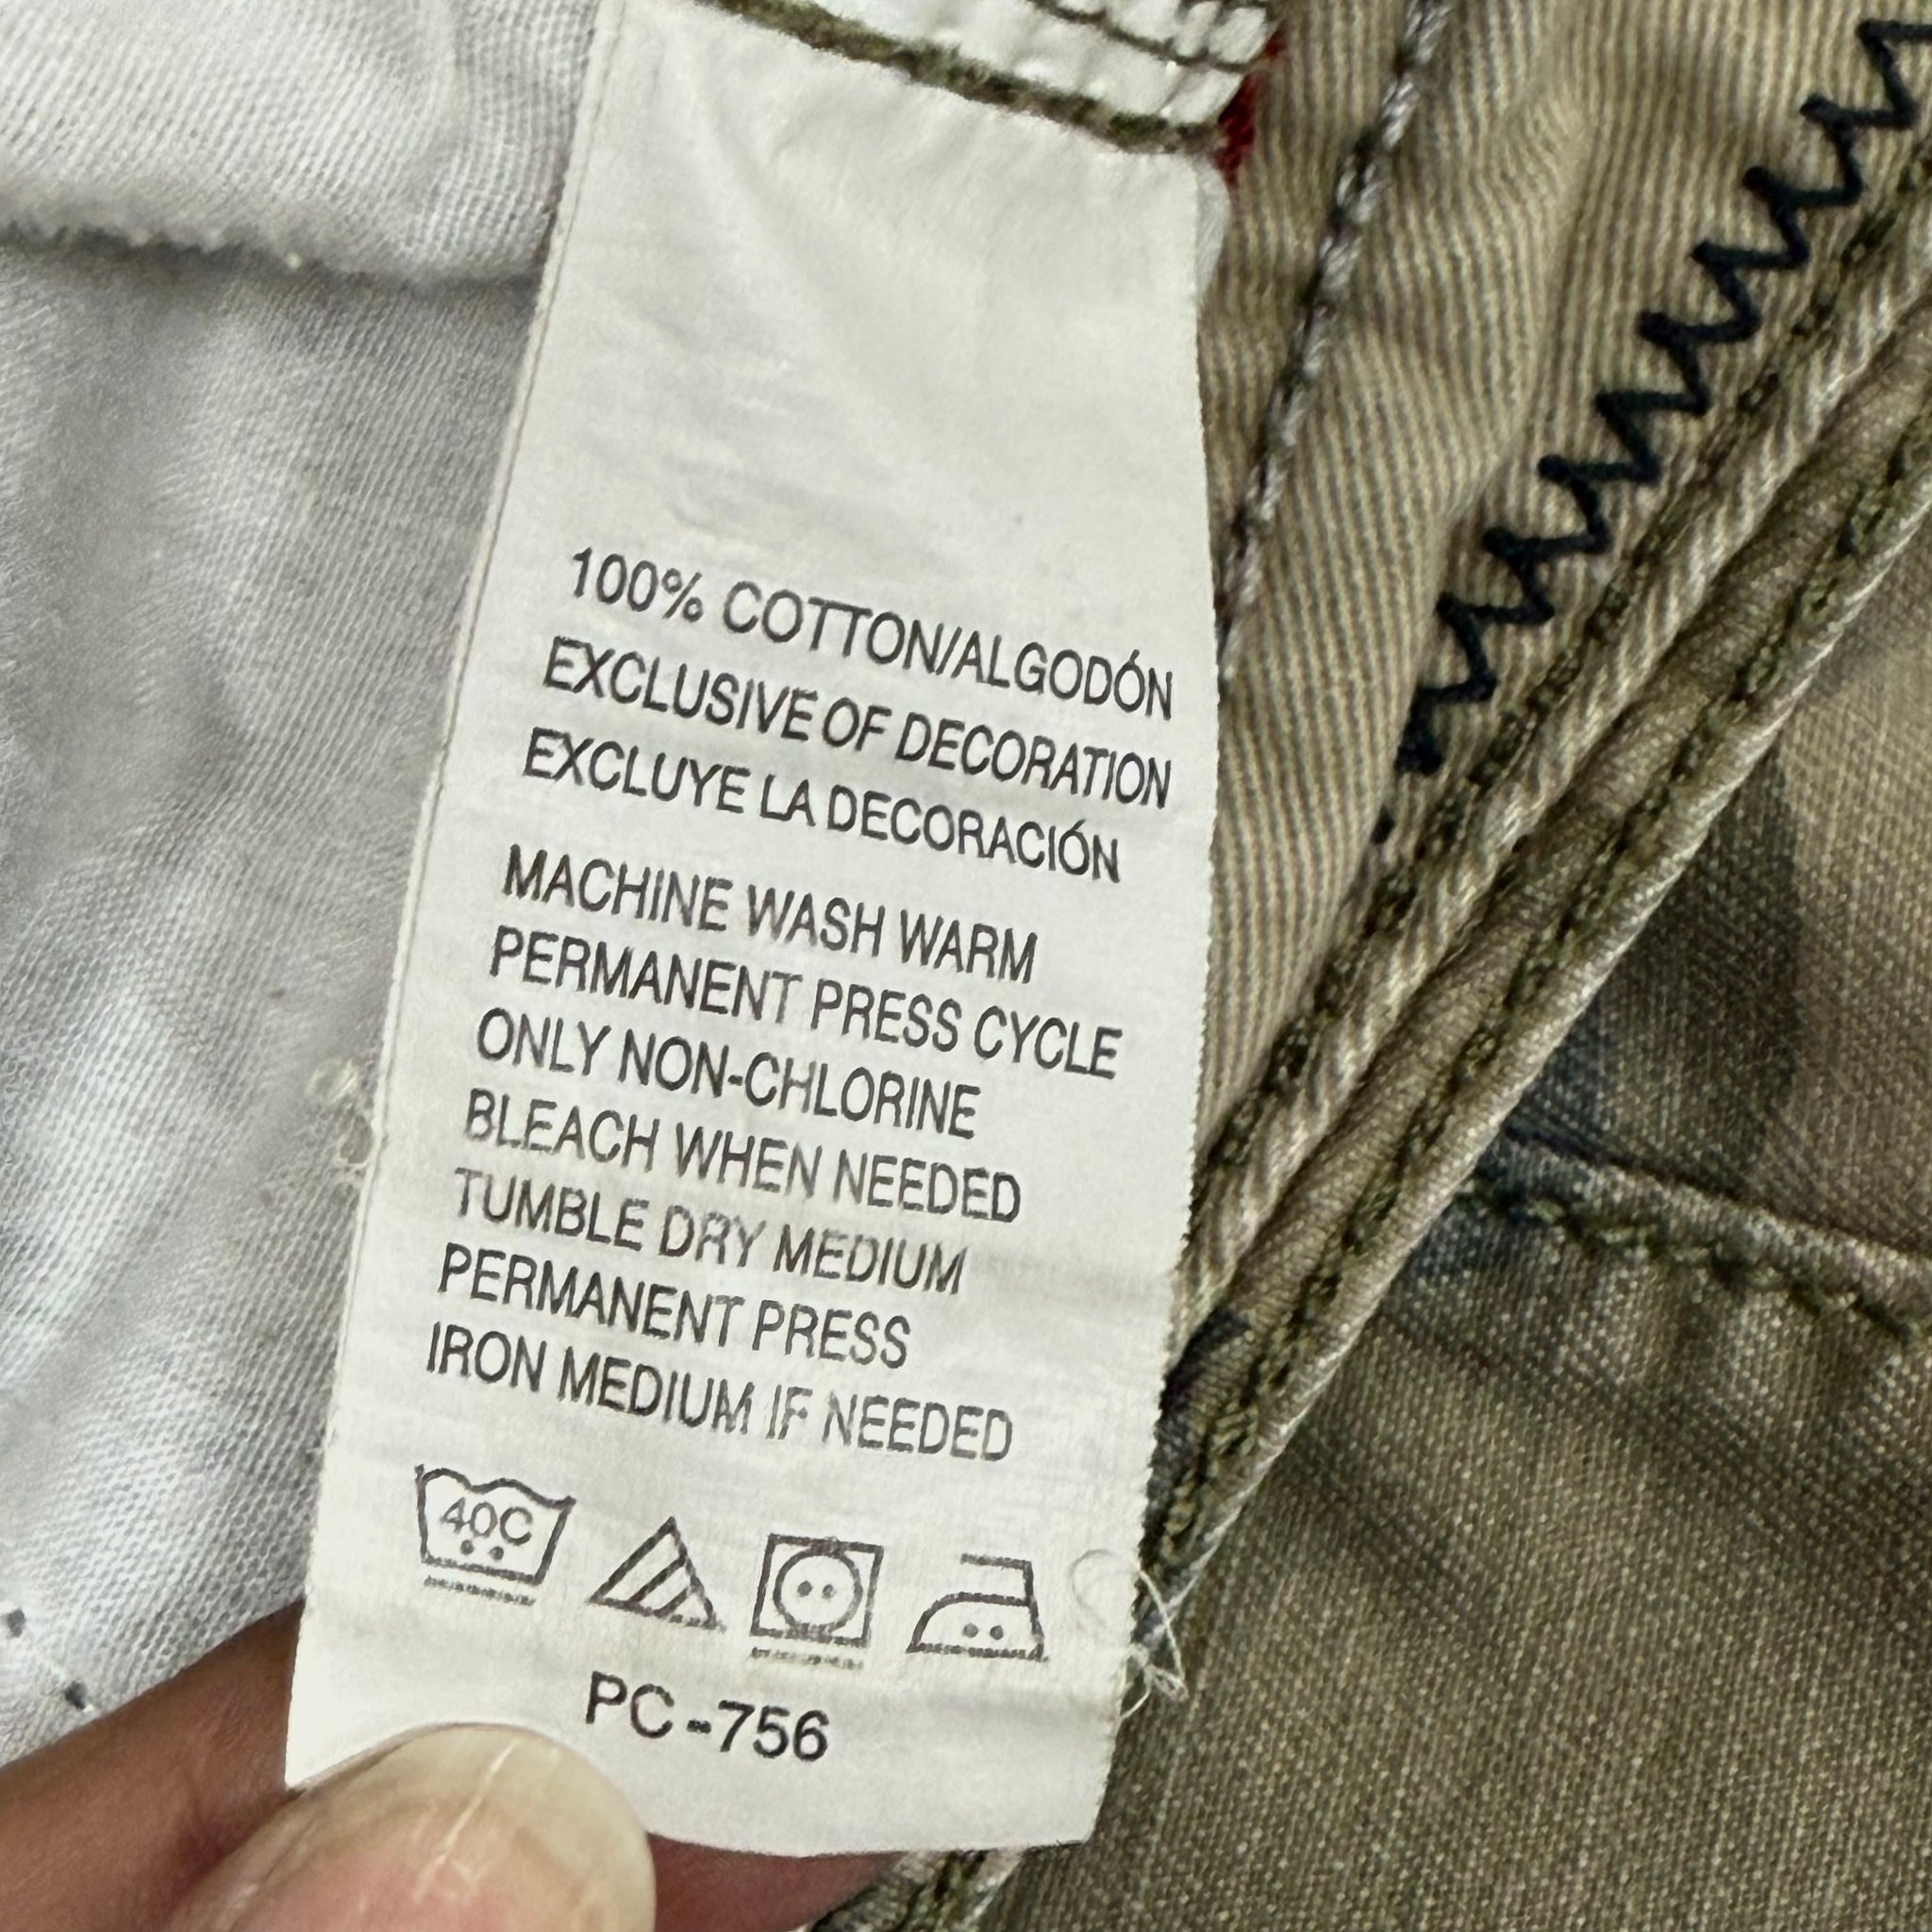 100% COTTON/ALGODÓN
EXCLUSIVE OF DECORATION
EXCLUYE LA DECORACIÓN
MACHINE WASH WARM
PERMANENT PRESS CYCLE
ONLY NON-CHLORINE
BLEACH WHEN NEEDED
TUMBLE DRY MEDIUM
PERMANENT PRESS
IRON MEDIUM IF NEEDED
40C
PC-756